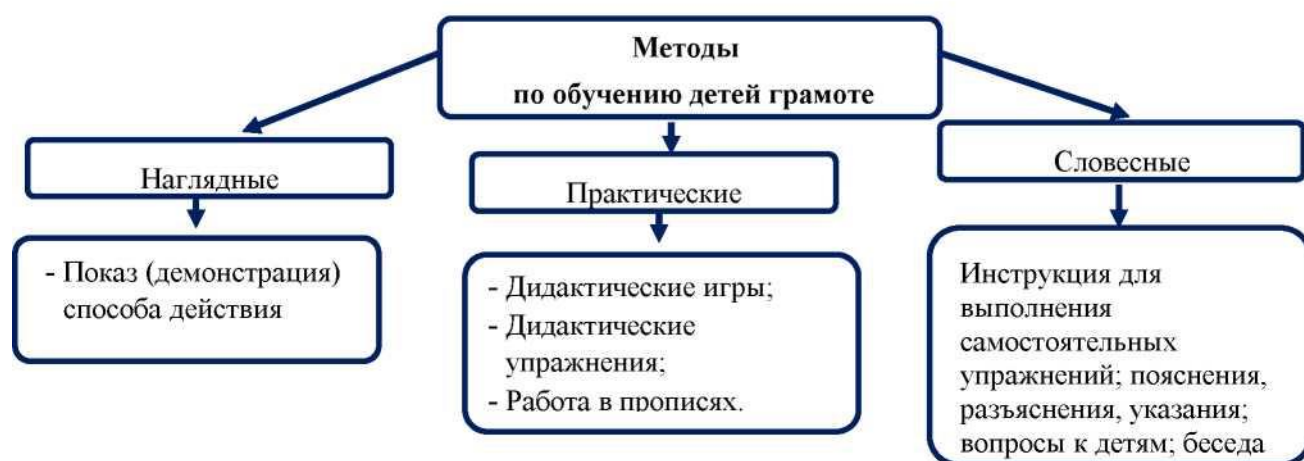 Методы
по обучению детей грамоте
Наглядные
Практические
Словесные
- Показ (демонстрация)
способа действия
- Дидактические игры;
- Дидактические
упражнения;
- Работа в прописях.
Инструкция для
выполнения
самостоятельных
упражнений; пояснения,
разъяснения, указания;
вопросы к детям; беседа